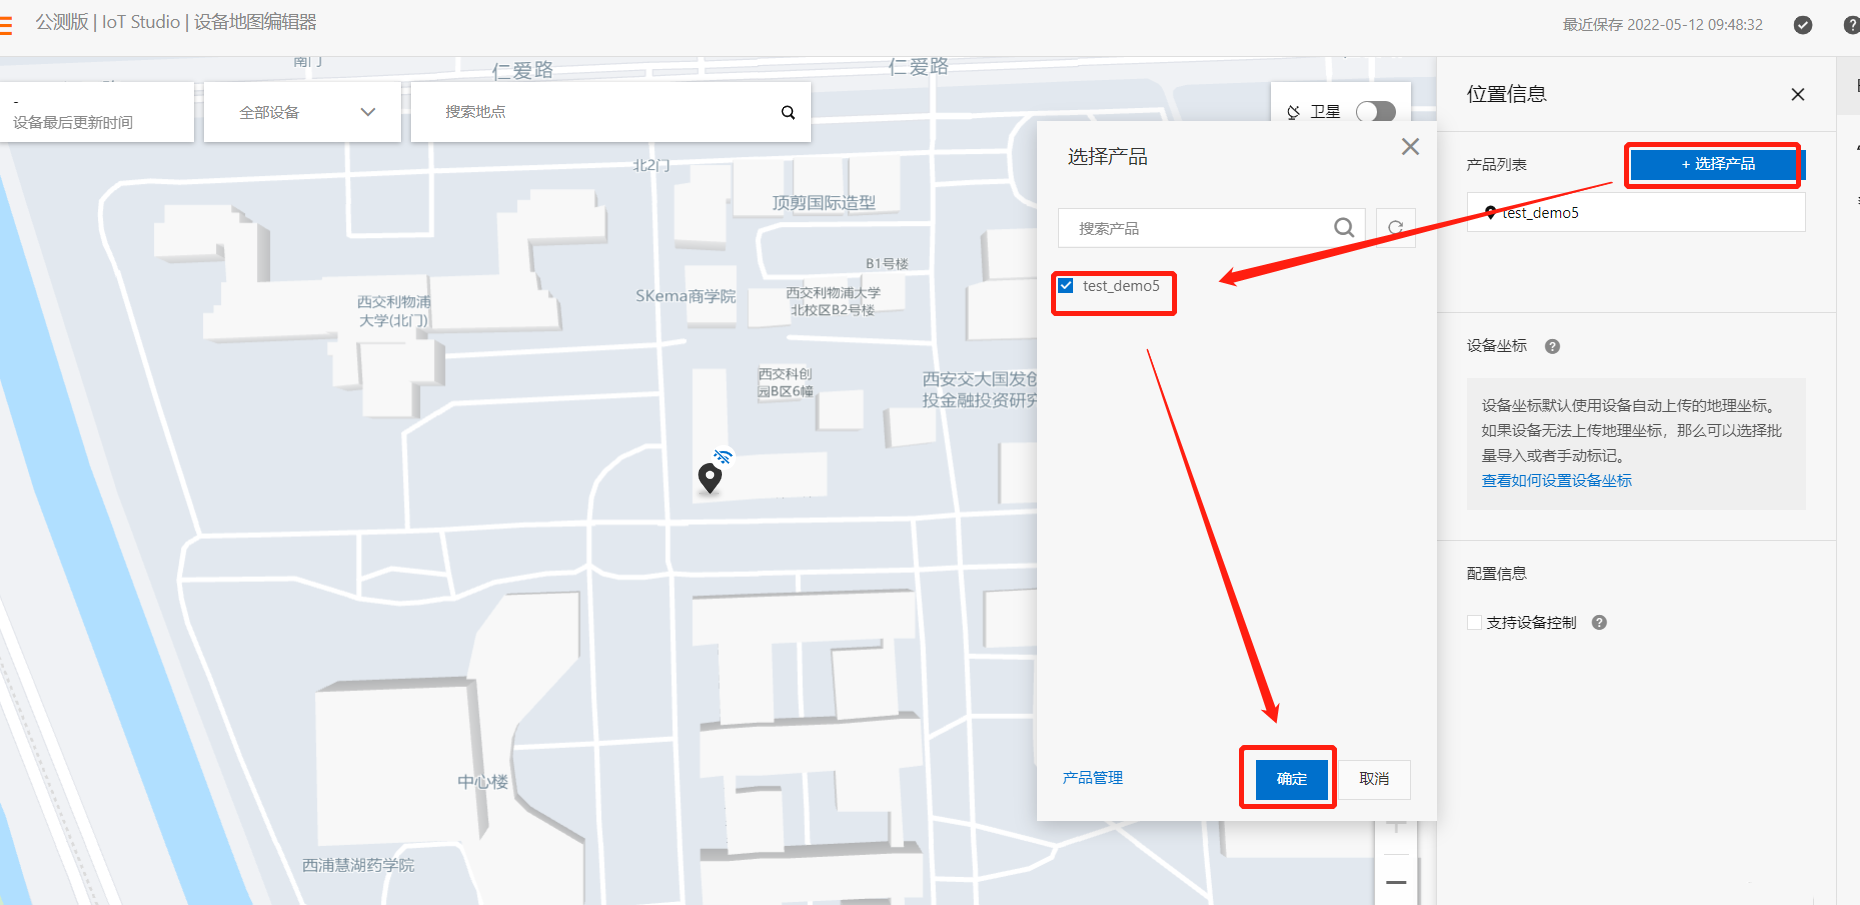 公测版 | IoT Studio | 设备地图编辑器
最近保存 2022-05-12 09:48:32
南门
仁爱路
仁爱路
-
设备最后更新时间
全部设备
搜索地点
卫星
位置信息
北2门
顶剪国际造型
选择产品
产品列表
+ 选择产品
搜索产品
test_demo5
B1号楼
西交利物浦
大学(北门)
SKema商学院
西交利物浦大学
北校区B2号楼
test_demo5
设备坐标
西交科创
园B区6幢
西安交大国发创
投金融投资研究
设备坐标默认使用设备自动上传的地理坐标。
如果设备无法上传地理坐标，那么可以选择批
量导入或者手动标记。
查看如何设置设备坐标
配置信息
支持设备控制
中心楼
产品管理
确定
取消
西浦慧湖药学院